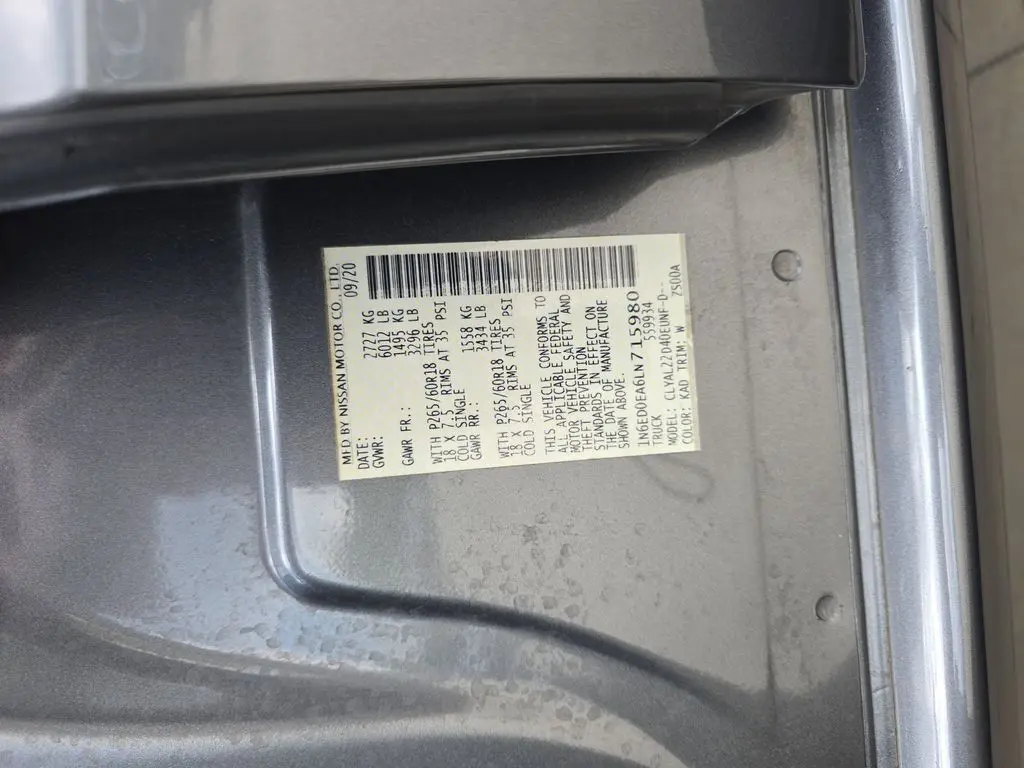 MFD BY NISSAN MOTOR CO., LTD.
DATE: 09/20
GVWR: 2727 KG
6012 LB
GAWR FR.: 1495 KG
3296 LB
WITH P265/60R18 TIRES
18 X 7.5 RIMS AT 35 PSI
COLD SINGLE
GAWR RR.: 1558 KG
3434 LB
WITH P265/60R18 TIRES
18 X 7.5 RIMS AT 35 PSI
COLD SINGLE
THIS VEHICLE CONFORMS TO
ALL APPLICABLE FEDERAL
MOTOR VEHICLE SAFETY AND
THEFT PREVENTION
STANDARDS IN EFFECT ON
THE DATE OF MANUFACTURE
SHOWN ABOVE.
1N6ED0EA6LN715980
TRUCK 559934
MODEL: CLYAL22D40EUNF-D--
COLOR: KAD TRIM: W ZS00A